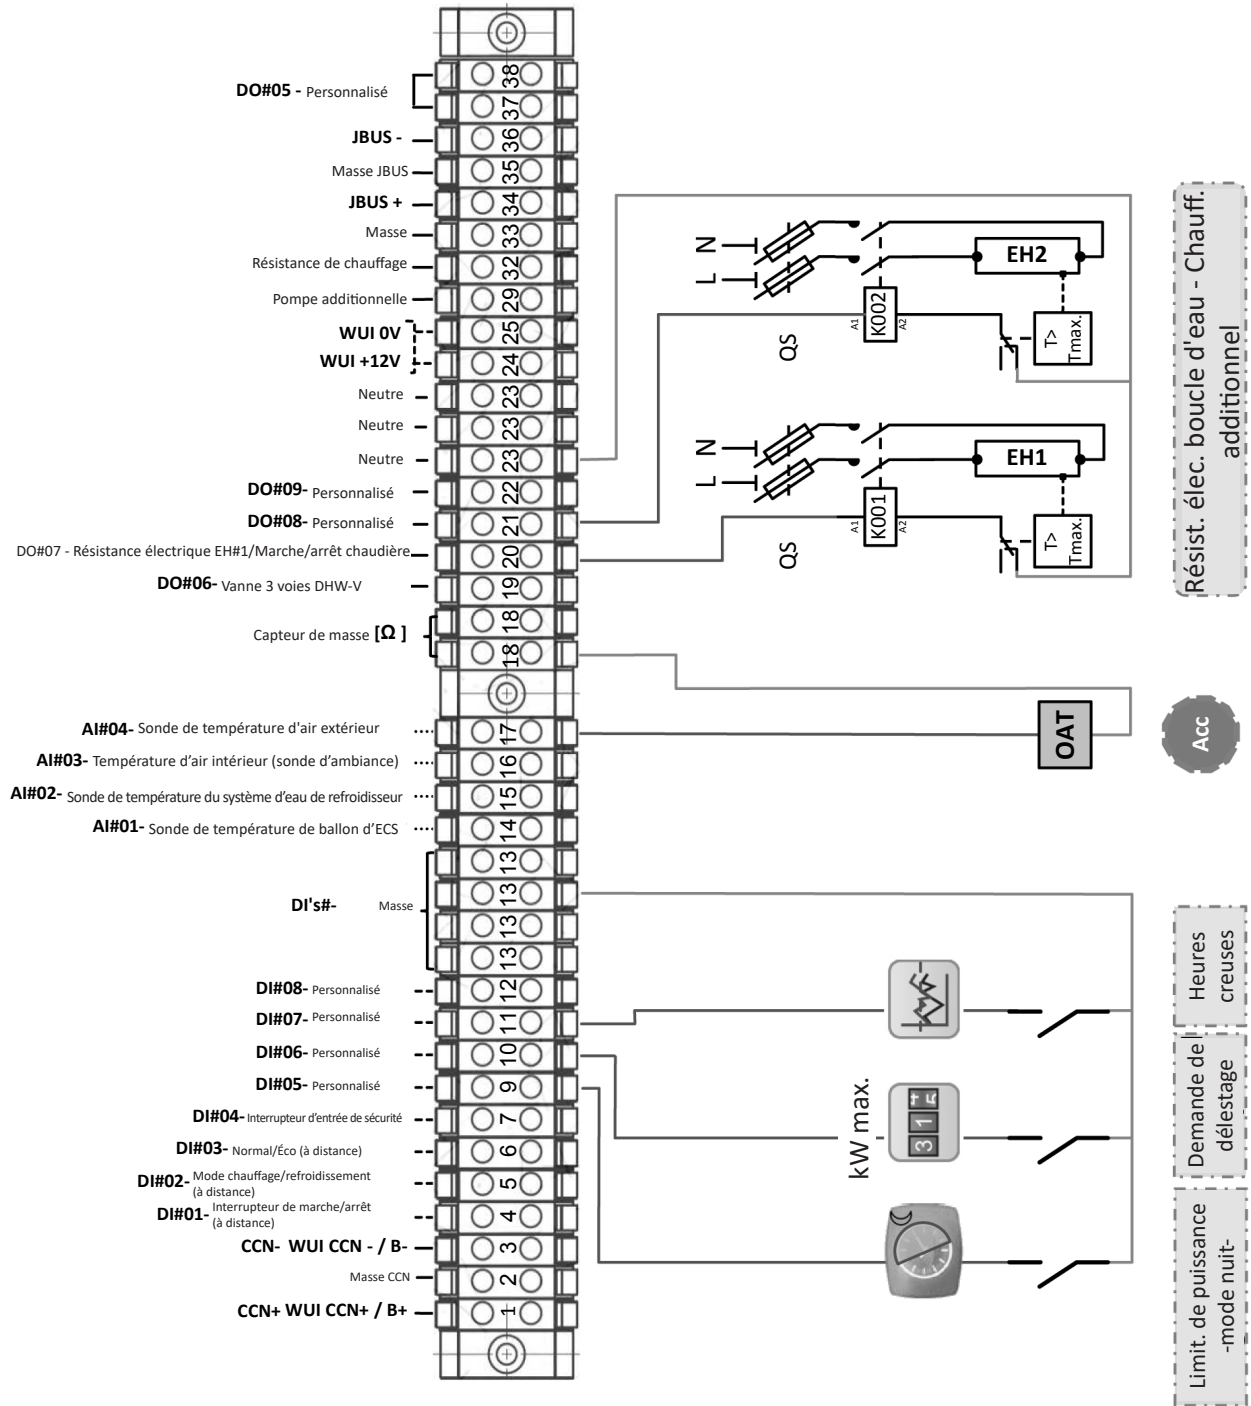 DO#05 - Personnalisé
38
37
JBUS -
36
Masse JBUS
35
JBUS +
34
Masse
33
Résistance de chauffage
32
Pompe additionnelle
29
WUI 0V
25
WUI +12V
24
Neutre
23
Neutre
23
Neutre
23
DO#09- Personnalisé
22
DO#08- Personnalisé
21
DO#07 - Résistance électrique EH#1/Marche/arrêt chaudière
20
DO#06- Vanne 3 voies DHW-V
19
Capteur de masse [Ω ]
18
18
AI#04- Sonde de température d'air extérieur
17
AI#03- Température d'air intérieur (sonde d'ambiance)
16
AI#02- Sonde de température du système d'eau de refroidisseur
15
AI#01- Sonde de température de ballon d'ECS
14
DI's#- Masse
13
13
13
13
DI#08- Personnalisé
12
DI#07- Personnalisé
11
DI#06- Personnalisé
10
DI#05- Personnalisé
9
DI#04- Interrupteur d'entrée de sécurité
7
DI#03- Normal/Éco (à distance)
6
DI#02- Mode chauffage/refroidissement
(à distance)
5
DI#01- Interrupteur de marche/arrêt
(à distance)
4
CCN- WUI CCN - / B-
3
Masse CCN
2
CCN+ WUI CCN+ / B+
1
N
L
QS
A1
K002
A2
EH2
T>
Tmax.
N
L
QS
A1
K001
A2
EH1
T>
Tmax.
Résist. élec. boucle d'eau - Chauff.
additionnel
OAT
Acc
kW max.
3 1 5
Heures
creuses
Demande de
délestage
Limit. de puissance
-mode nuit-